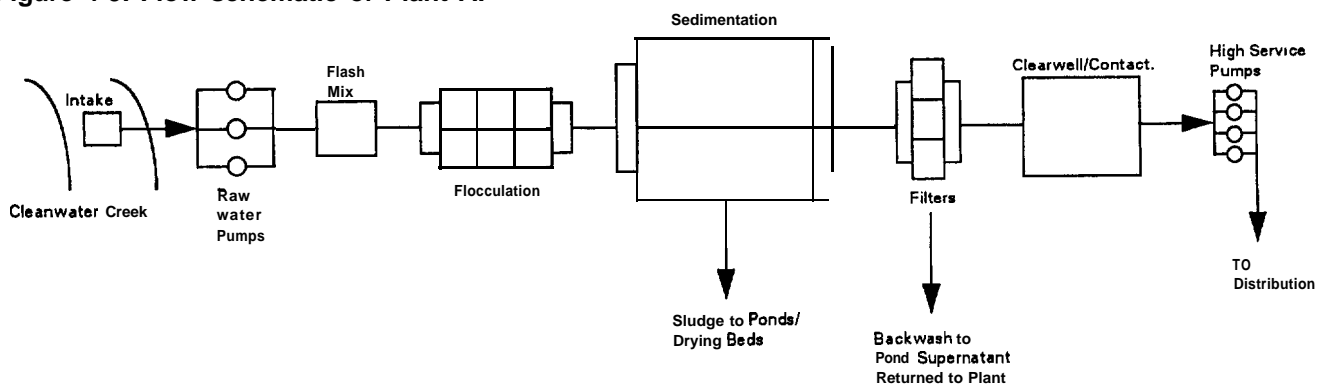 Sedimentation
High Service
Pumps
Clearwell/Contact.
Flash
Mix
Intake
Flocculation
Filters
Raw
water
Pumps
Cleanwater Creek
TO
Distribution
Sludge to Ponds/
Drying Beds
Backwash to
Pond Supernatant
Returned to Plant